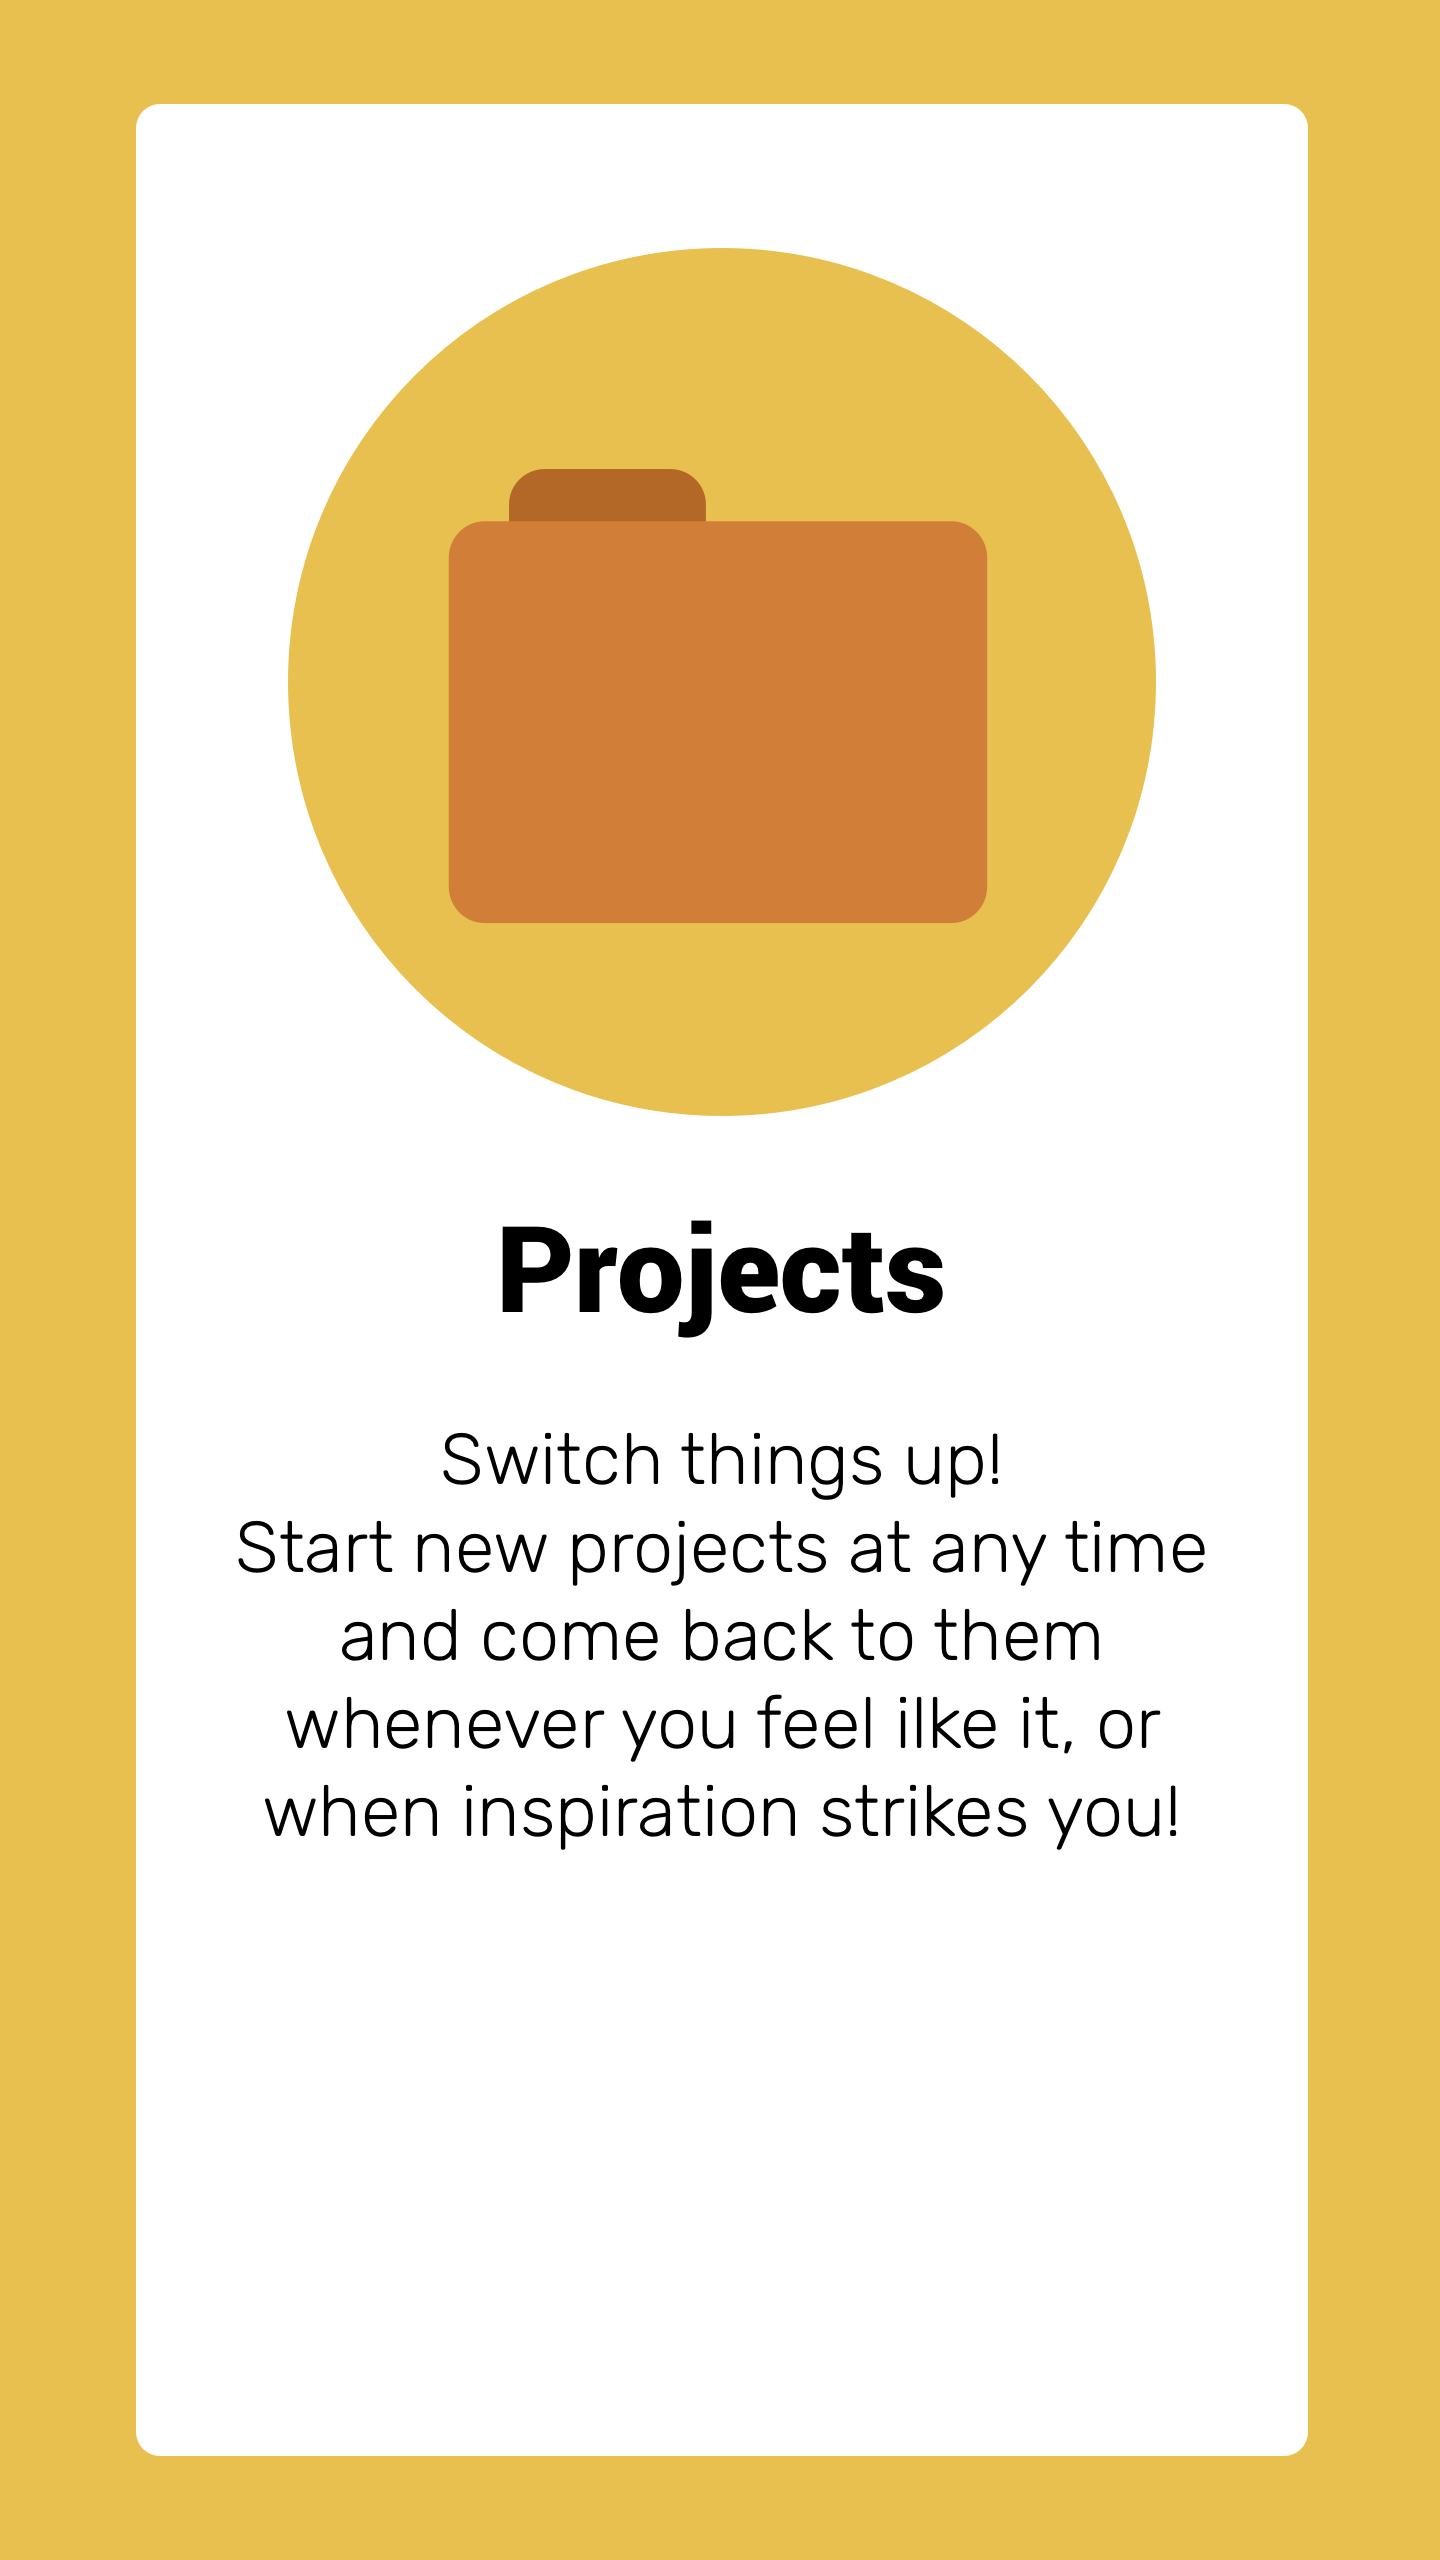 Projects
Switch things up!
Start new projects at any time
and come back to them
whenever you feel ilke it, or
when inspiration strikes you!